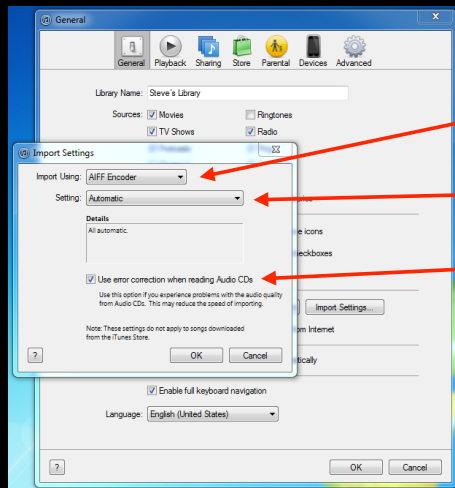 General
General Playback Sharing Store Parental Devices Advanced
Library Name: Steve's Library
Sources: Movies Ringtones
TV Shows Radio
Import Settings
Import Using: AIFF Encoder
Setting: Automatic
Details
All automatic.
e icons
eckboxes
Use error correction when reading Audio CDs
Use this option if you experience problems with the audio quality
from Audio CDs. This may reduce the speed of importing.
Import Settings...
Note: These settings do not apply to songs downloaded
from the iTunes Store.
om Internet
? OK Cancel
tically
Enable full keyboard navigation
Language: English (United States)
? OK Cancel